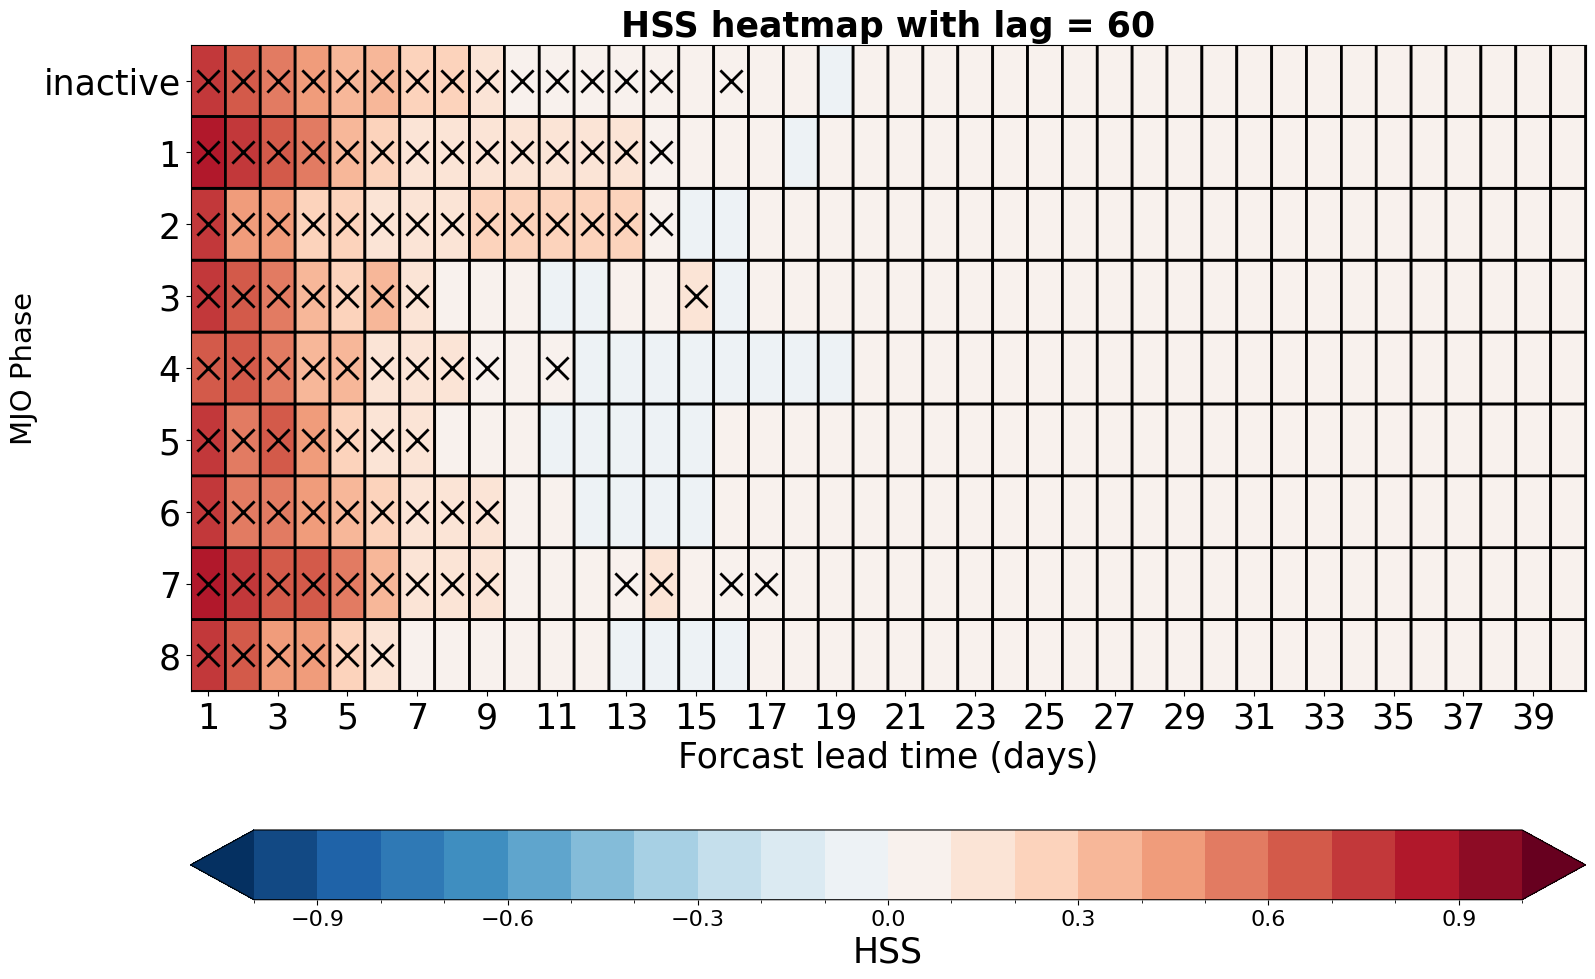 HSS heatmap with lag = 60
inactive
1
2
3
4
5
6
7
8
MJO Phase
1 3 5 7 9 11 13 15 17 19 21 23 25 27 29 31 33 35 37 39
Forcast lead time (days)
−0.9 −0.6 −0.3 0.0 0.3 0.6 0.9
HSS